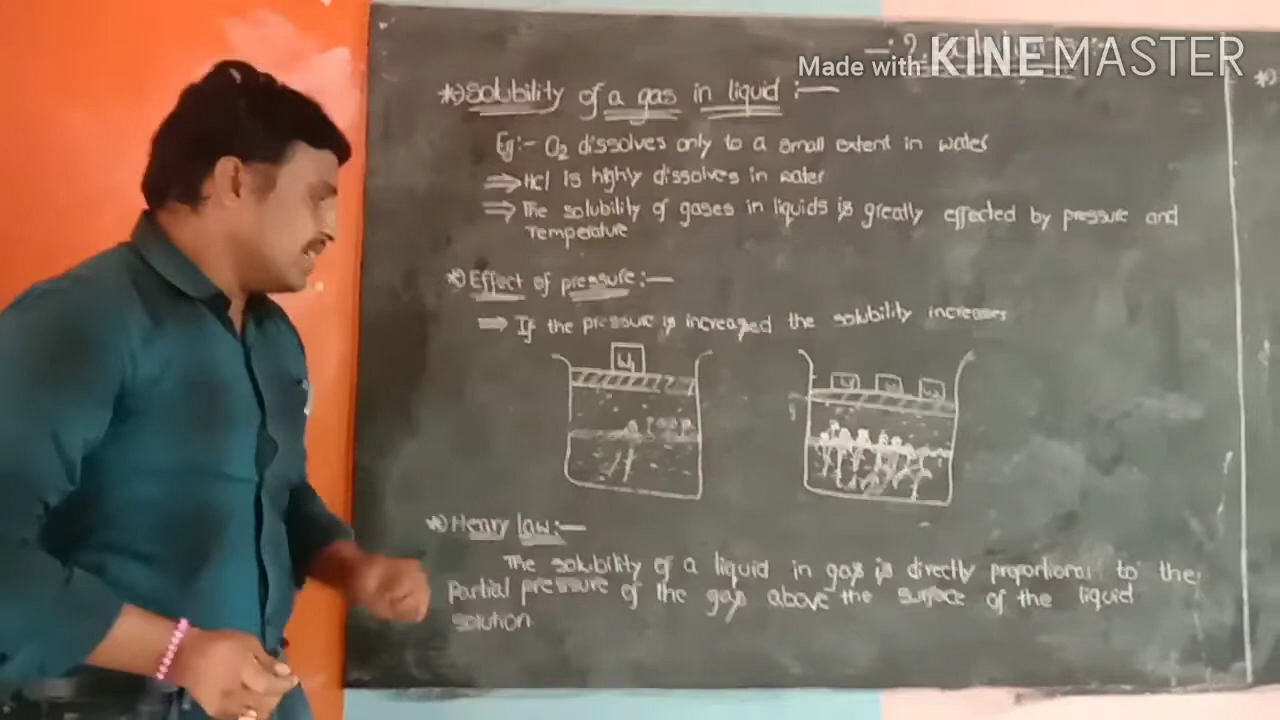 -: 2. Solutions :-
Made with KINEMASTER
*) Solubility of a gas in liquid :-
Eg:- O2 dissolves only to a small extent in water
⇒ HCl is highly dissolves in water
⇒ The solubility of gases in liquids is greatly effected by pressure and
Temperature
*) Effect of pressure :-
⇒ If the pressure is increased the solubility increases
W1
*) Henry law :-
The solubility of a liquid in gas is directly proportional to the
Partial pressure of the gas above the surface of the liquid
solution